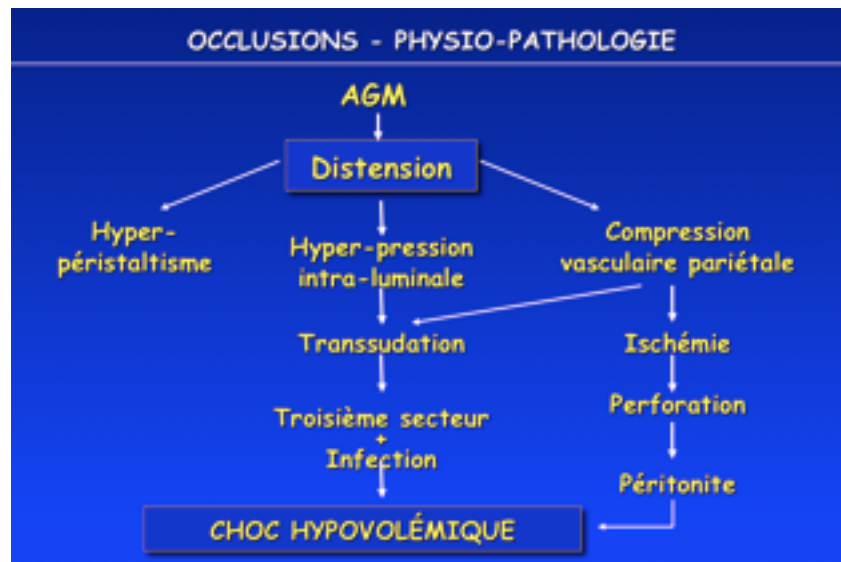 OCCLUSIONS - PHYSIO-PATHOLOGIE
AGM
Distension
Hyper-
péristaltisme
Hyper-pression
intra-luminale
Compression
vasculaire pariétale
Transsudation
Ischémie
Troisième secteur
+
Infection
Perforation
Péritonite
CHOC HYPOVOLÉMIQUE